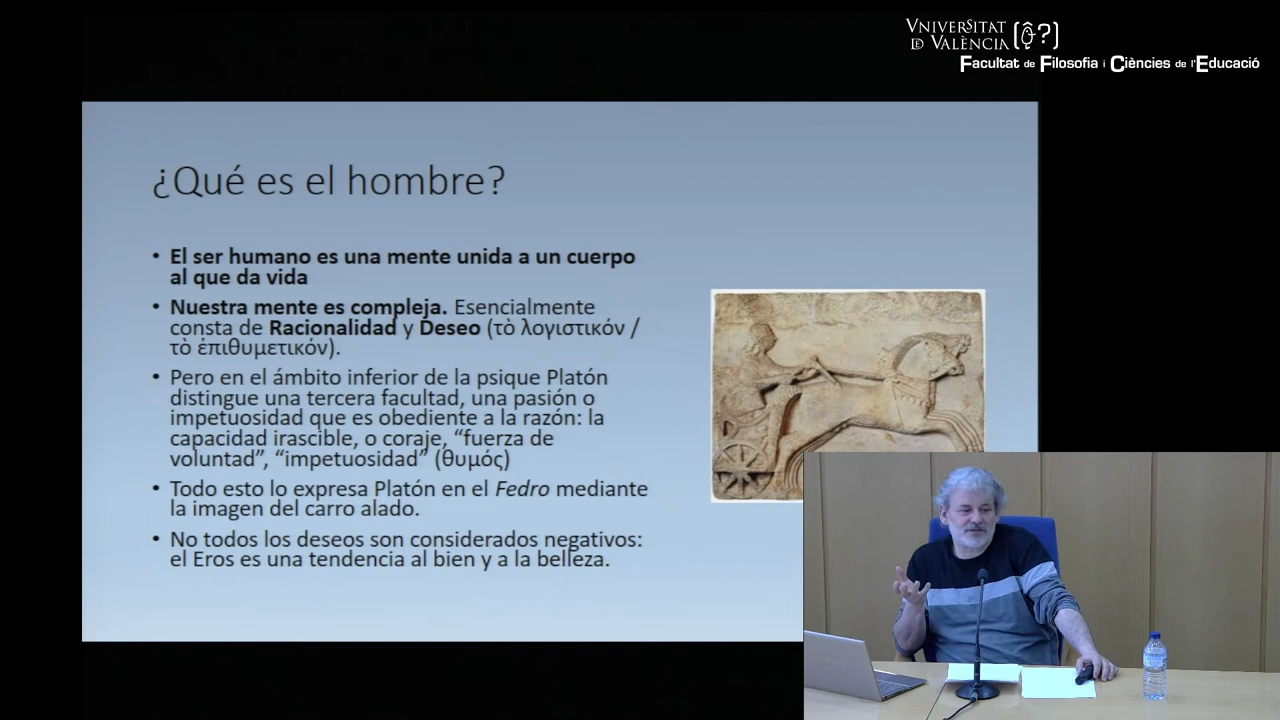 VNIVERSITAT
DE VALÈNCIA
Facultat de Filosofia i Ciències de l'Educació
¿Qué es el hombre?
• El ser humano es una mente unida a un cuerpo
al que da vida
• Nuestra mente es compleja. Esencialmente
consta de Racionalidad y Deseo (τὸ λογιστικόν /
τὸ ἐπιθυμετικόν).
• Pero en el ámbito inferior de la psique Platón
distingue una tercera facultad, una pasión o
impetuosidad que es obediente a la razón: la
capacidad irascible, o coraje, “fuerza de
voluntad”, “impetuosidad” (θυμός)
• Todo esto lo expresa Platón en el Fedro mediante
la imagen del carro alado.
• No todos los deseos son considerados negativos:
el Eros es una tendencia al bien y a la belleza.